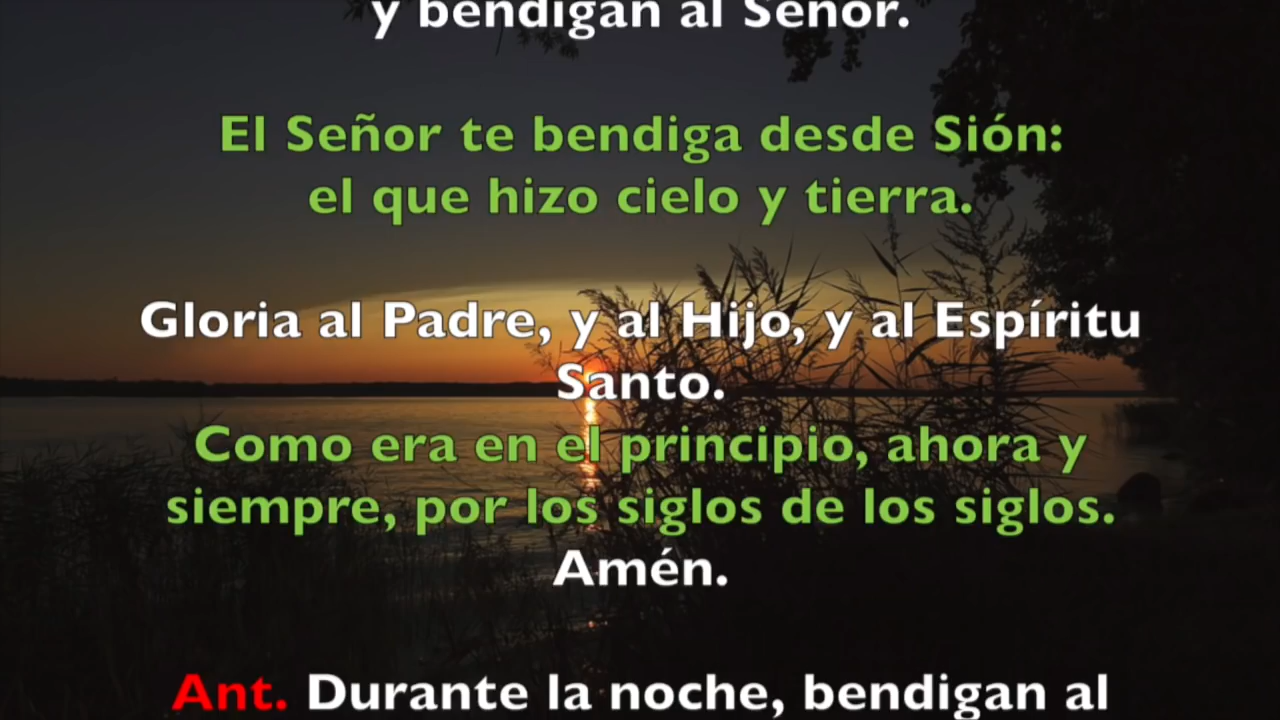 y bendigan al Señor.
El Señor te bendiga desde Sión:
el que hizo cielo y tierra.
Gloria al Padre, y al Hijo, y al Espíritu
Santo.
Como era en el principio, ahora y
siempre, por los siglos de los siglos.
Amén.
Ant. Durante la noche, bendigan al